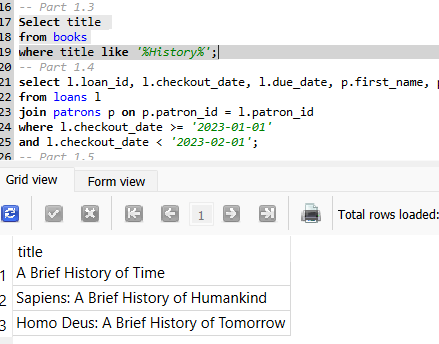 16 -- Part 1.3
17 Select title
18 from books
19 where title like '%History%';
20 -- Part 1.4
21 select l.loan_id, l.checkout_date, l.due_date, p.first_name,
22 from loans l
23 join patrons p on p.patron_id = l.patron_id
24 where l.checkout_date >= '2023-01-01'
25 and l.checkout_date < '2023-02-01';
26 -- Part 1.5
Grid view Form view
1 Total rows loaded:
title
1 A Brief History of Time
2 Sapiens: A Brief History of Humankind
3 Homo Deus: A Brief History of Tomorrow